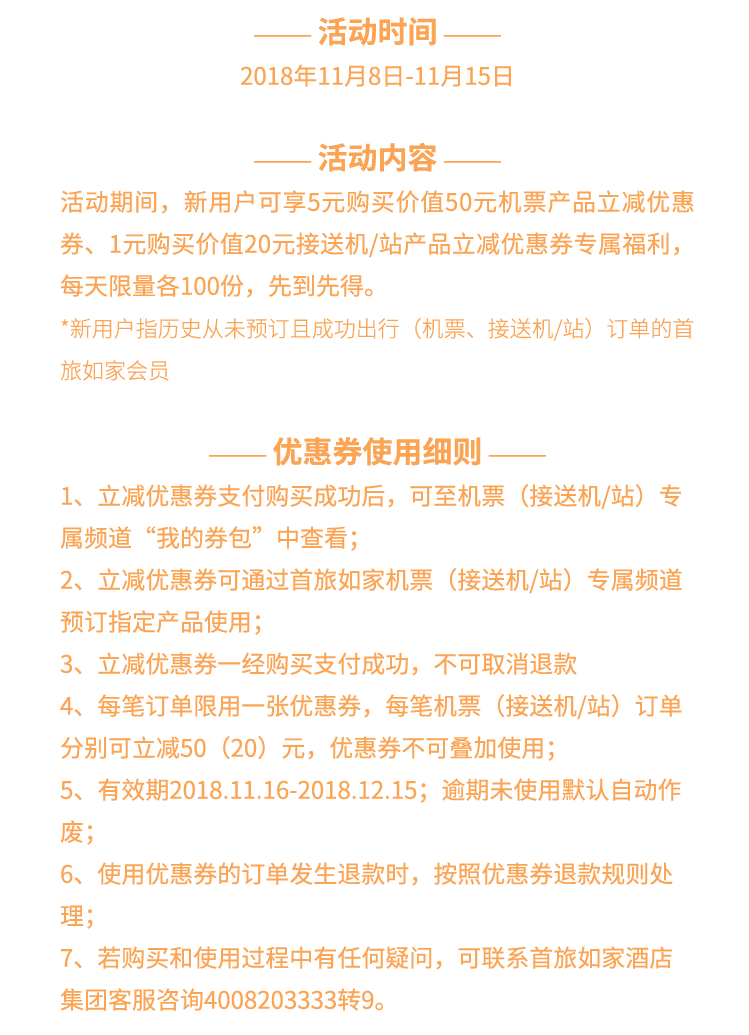 活动时间
2018年11月8日-11月15日
活动内容
活动期间，新用户可享5元购买价值50元机票产品立减优惠
券、1元购买价值20元接送机/站产品立减优惠券专属福利，
每天限量各100份，先到先得。
*新用户指历史从未预订且成功出行（机票、接送机/站）订单的首
旅如家会员
优惠券使用细则
1、立减优惠券支付购买成功后，可至机票（接送机/站）专
属频道“我的券包”中查看；
2、立减优惠券可通过首旅如家机票（接送机/站）专属频道
预订指定产品使用；
3、立减优惠券一经购买支付成功，不可取消退款
4、每笔订单限用一张优惠券，每笔机票（接送机/站）订单
分别可立减50（20）元，优惠券不可叠加使用；
5、有效期2018.11.16-2018.12.15；逾期未使用默认自动作
废；
6、使用优惠券的订单发生退款时，按照优惠券退款规则处
理；
7、若购买和使用过程中有任何疑问，可联系首旅如家酒店
集团客服咨询4008203333转9。